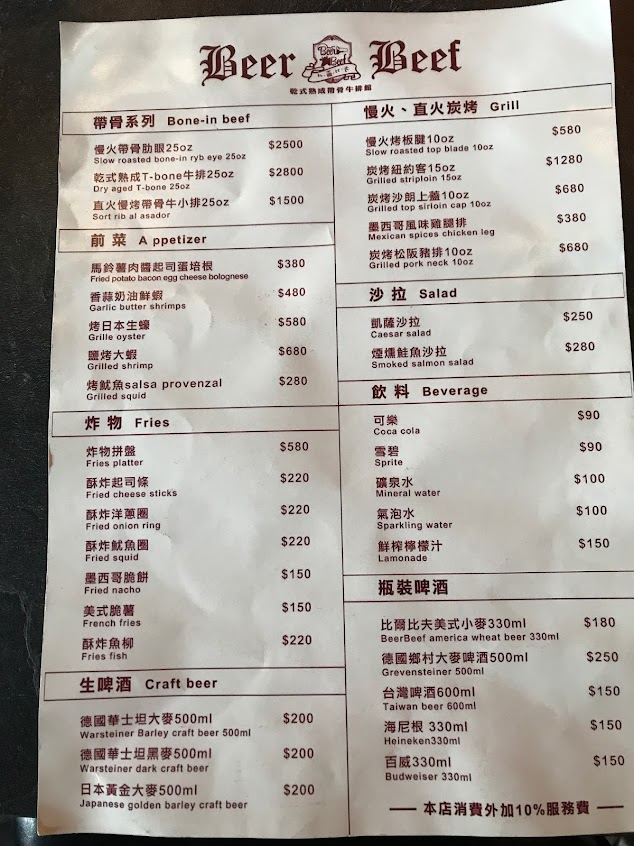 Beer Beef
乾式熟成帶骨牛排館
帶骨系列 Bone-in beef
慢火帶骨肋眼25oz $2500
Slow roasted bone-in ryb eye 25oz
乾式熟成T-bone牛排25oz $2800
Dry aged T-bone 25oz
直火慢烤帶骨牛小排25oz $1500
Sort rib al asador
前菜 A ppetizer
馬鈴薯肉醬起司蛋培根 $380
Fried potato bacon egg cheese bolognese
香蒜奶油鮮蝦 $480
Garlic butter shrimps
烤日本生蠔 $580
Grille oyster
鹽烤大蝦 $680
Grilled shrimp
烤魷魚salsa provenzal $280
Grilled squid
炸物 Fries
炸物拼盤 $580
Fries platter
酥炸起司條 $220
Fried cheese sticks
酥炸洋蔥圈 $220
Fried onion ring
酥炸魷魚圈 $220
Fried squid
墨西哥脆餅 $150
Fried nacho
美式脆薯 $150
French fries
酥炸魚柳 $220
Fries fish
生啤酒 Craft beer
德國華士坦大麥500ml $200
Warsteiner Barley craft beer 500ml
德國華士坦黑麥500ml $200
Warsteiner dark craft beer
日本黃金大麥500ml $200
Japanese golden barley craft beer
慢火、直火炭烤 Grill
慢火烤板腱10oz $580
Slow roasted top blade 10oz
炭烤紐約客15oz $1280
Grilled striploin 15oz
炭烤沙朗上蓋10oz $680
Grilled top sirloin cap 10oz
墨西哥風味雞腿排 $380
Mexican spices chicken leg
炭烤松阪豬排10oz $680
Grilled pork neck 10oz
沙拉 Salad
凱薩沙拉 $250
Caesar salad
煙燻鮭魚沙拉 $280
Smoked salmon salad
飲料 Beverage
可樂 $90
Coca cola
雪碧 $90
Sprite
礦泉水 $100
Mineral water
氣泡水 $100
Sparkling water
鮮榨檸檬汁 $150
Lamonade
瓶裝啤酒
比爾比夫美式小麥330ml $180
BeerBeef america wheat beer 330ml
德國鄉村大麥啤酒500ml $250
Grevensteiner 500ml
台灣啤酒600ml $150
Taiwan beer 600ml
海尼根 330ml $150
Heineken330ml
百威330ml $150
Budweiser 330ml
本店消費外加10%服務費